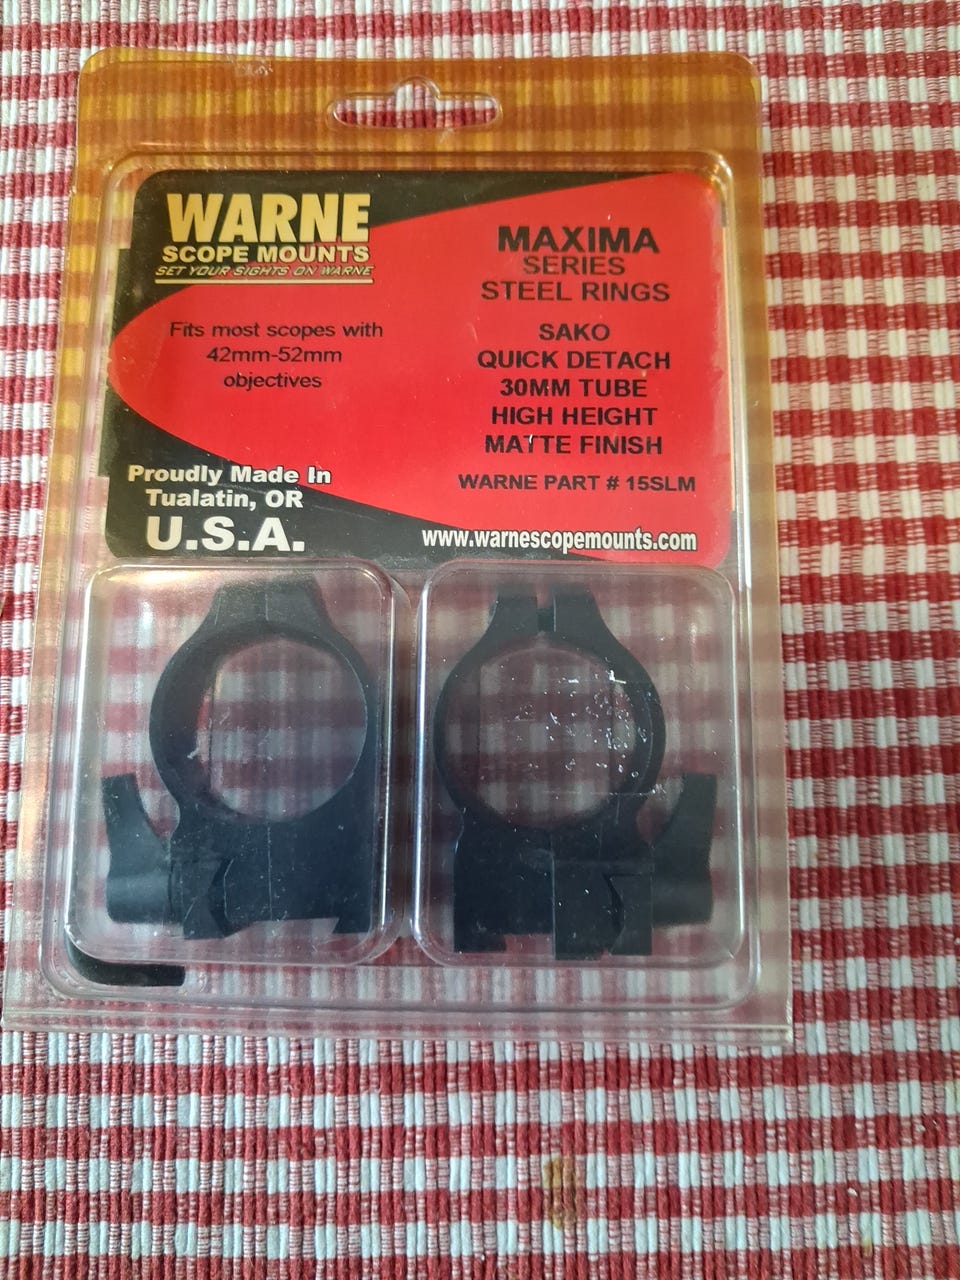 WARNE
SCOPE MOUNTS
SET YOUR SIGHTS ON WARNE
Fits most scopes with
42mm-52mm
objectives
Proudly Made In
Tualatin, OR
U.S.A.
MAXIMA
SERIES
STEEL RINGS
SAKO
QUICK DETACH
30MM TUBE
HIGH HEIGHT
MATTE FINISH
WARNE PART # 15SLM
www.warnescopemounts.com